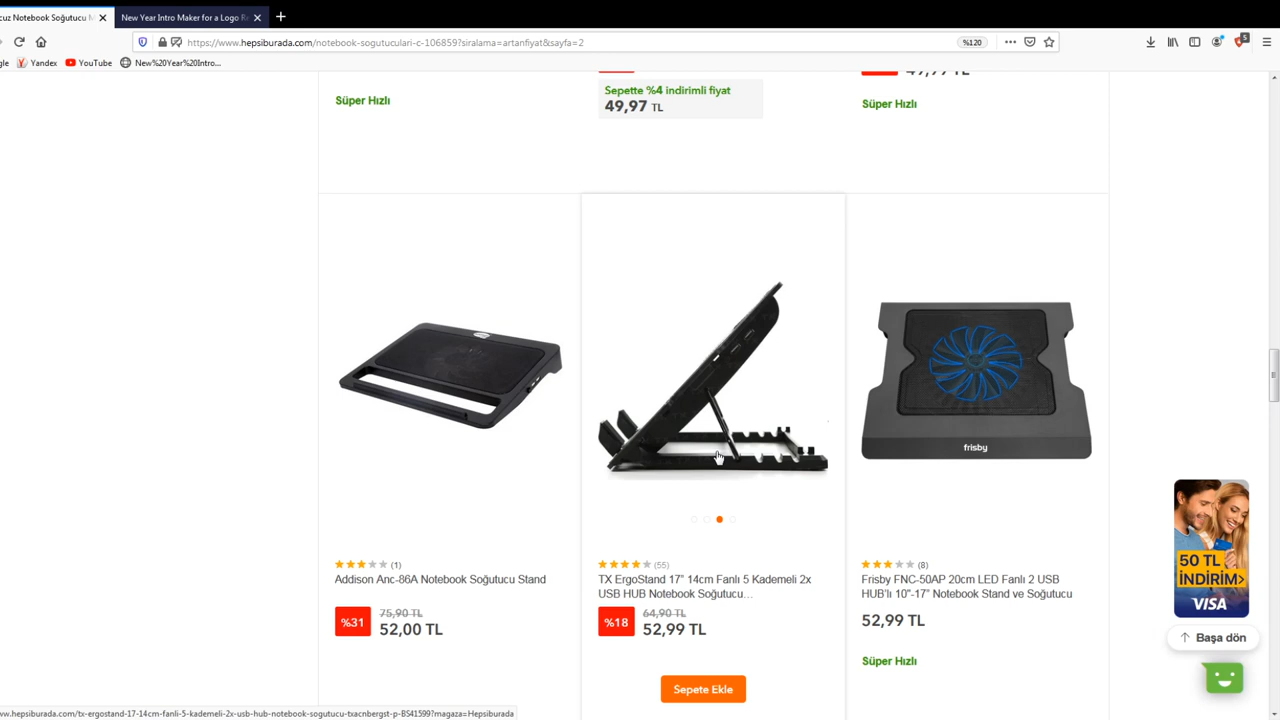 cuz Notebook Soğutucu M
New Year Intro Maker for a Logo R
https://www.hepsiburada.com/notebook-sogutuculari-c-106859?siralama=artanfiyat&sayfa=2
%120
5
gle
Yandex
YouTube
New%20Year%20Intro...
Süper Hızlı
Sepette %4 indirimli fiyat
49,97 TL
49,99 TL
Süper Hızlı
frisby
(1)
Addison Anc-86A Notebook Soğutucu Stand
%31
75,90 TL
52,00 TL
(55)
TX ErgoStand 17" 14cm Fanlı 5 Kademeli 2x
USB HUB Notebook Soğutucu...
%18
64,90 TL
52,99 TL
Sepete Ekle
(8)
Frisby FNC-50AP 20cm LED Fanlı 2 USB
HUB'lı 10"-17" Notebook Stand ve Soğutucu
52,99 TL
Süper Hızlı
50 TL
İNDİRİM>
VISA
Başa dön
ww.hepsiburada.com/tx-ergostand-17-14cm-fanli-5-kademeli-2x-usb-hub-notebook-sogutucu-txacnbergst-p-BS41599?magaza=Hepsiburada